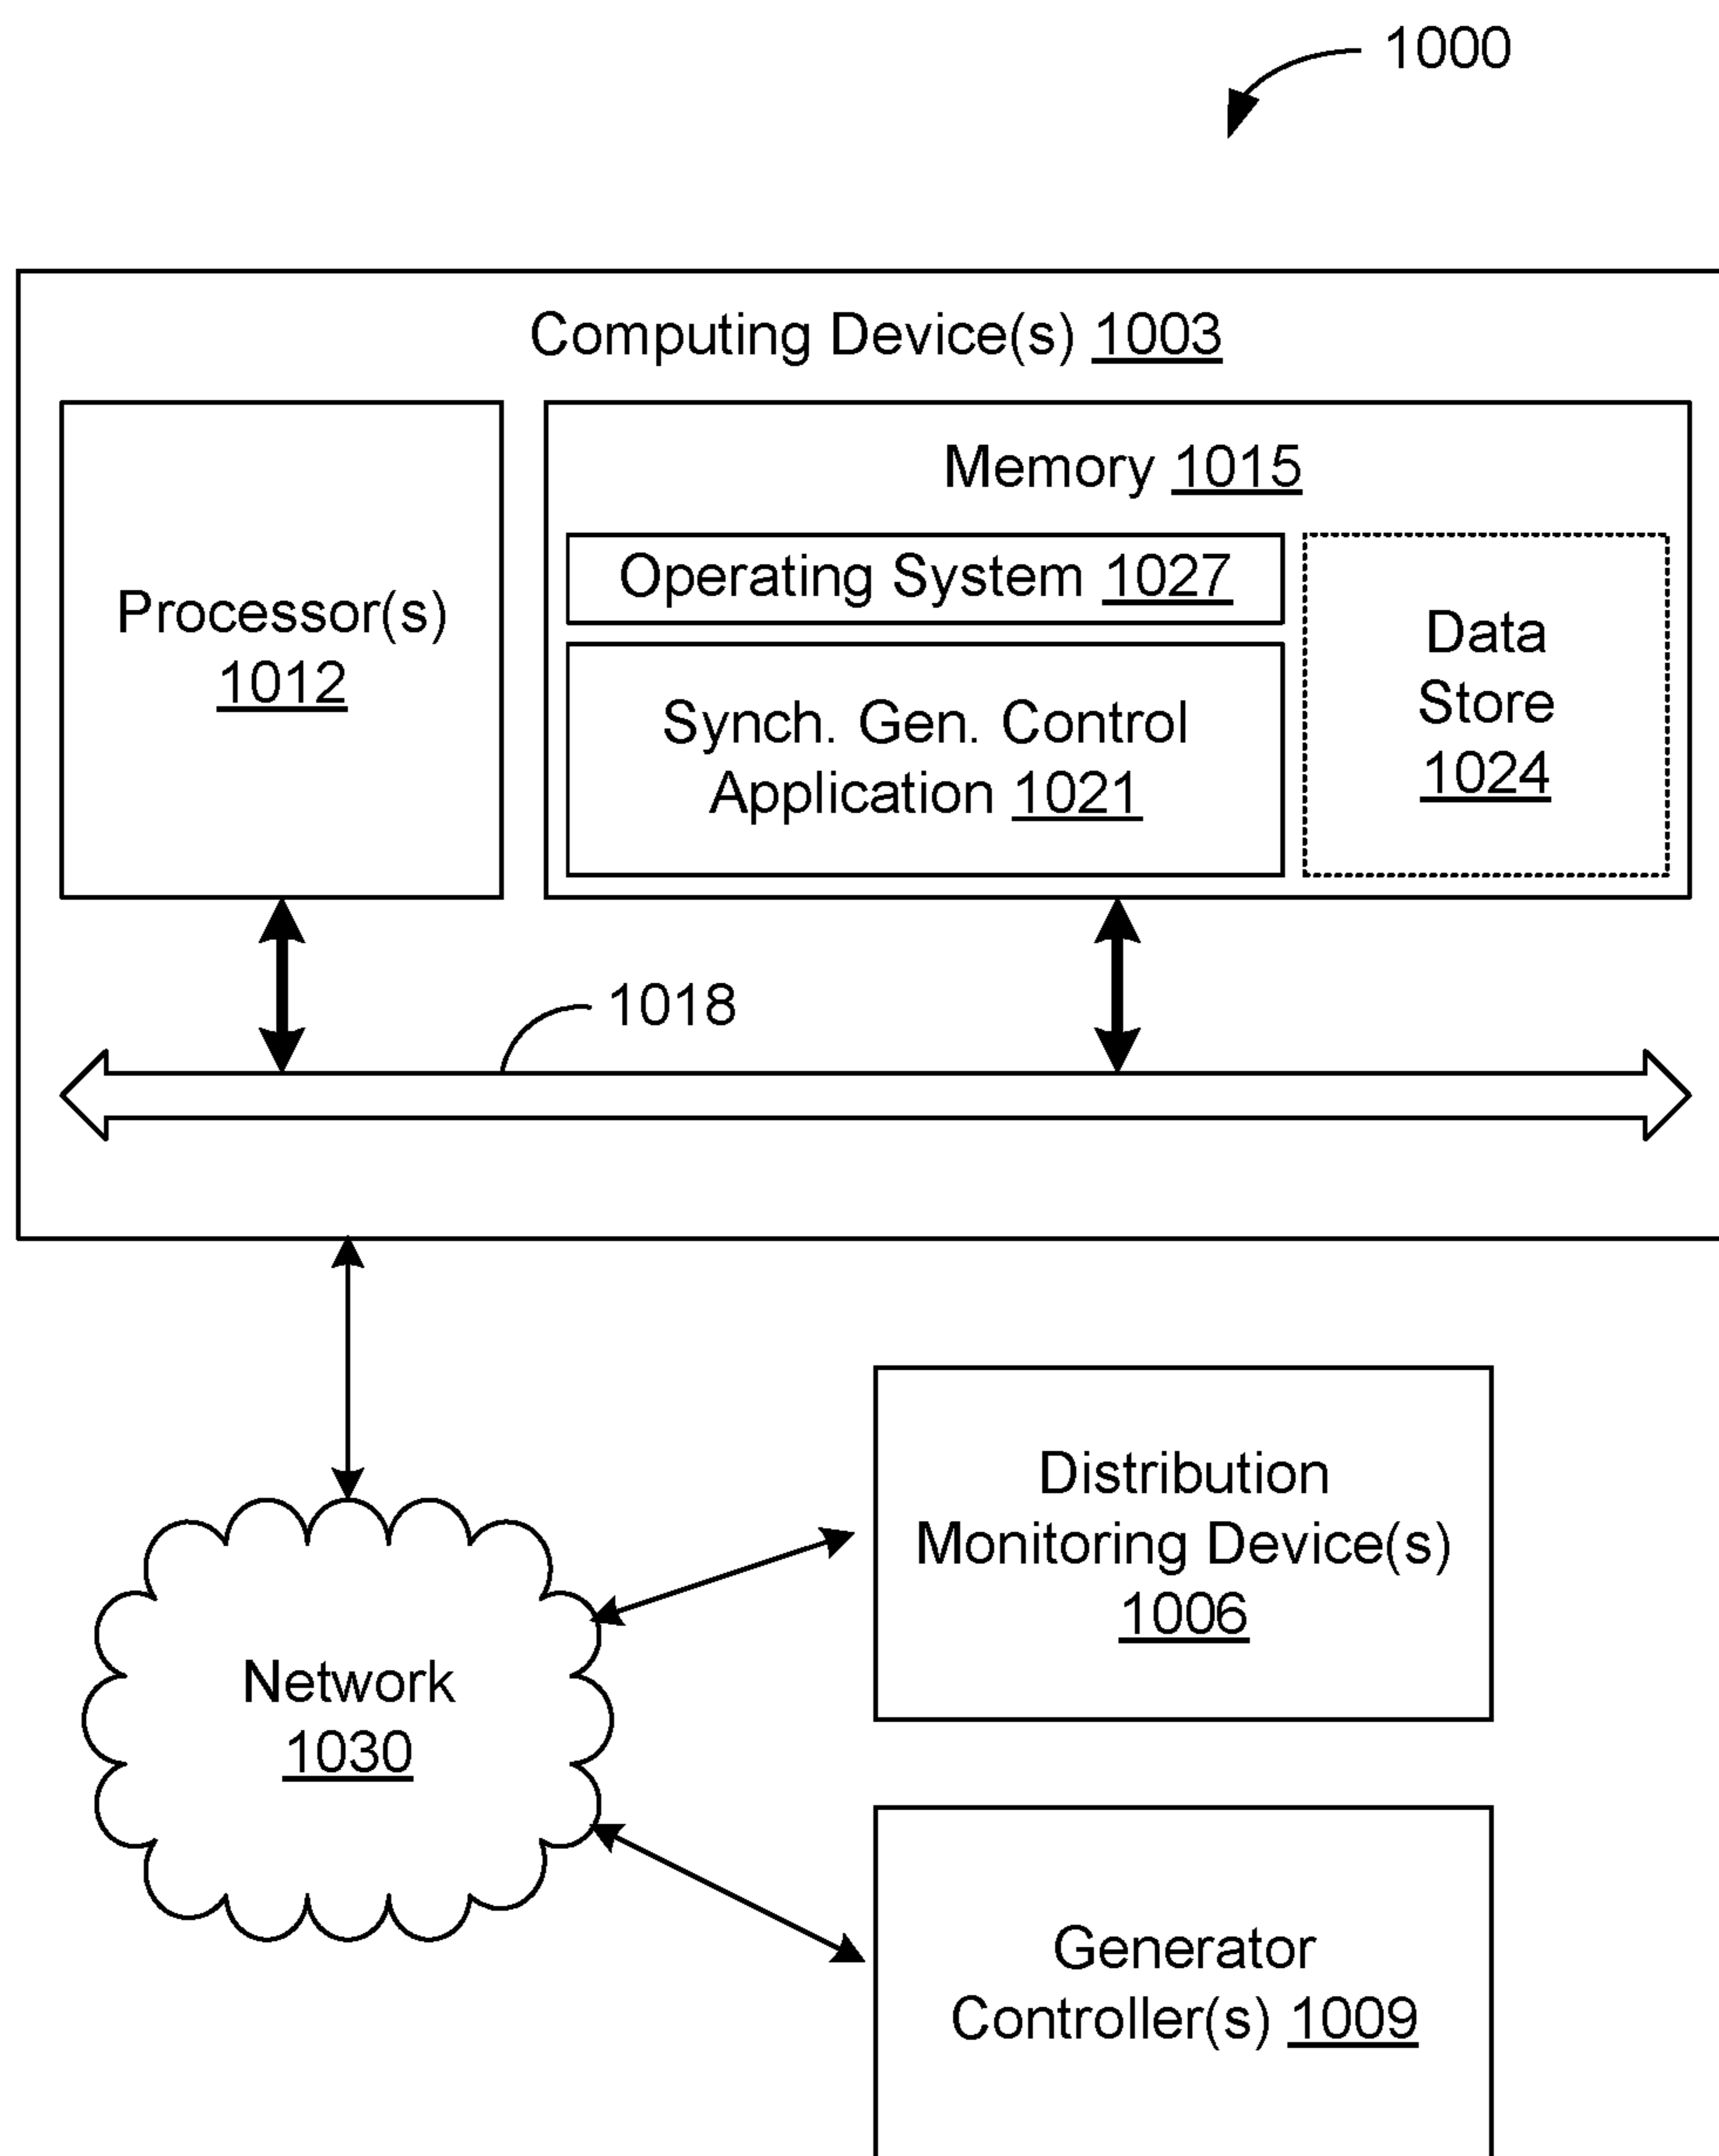 1000
Computing Device(s) 1003
Processor(s)
1012
Memory 1015
Operating System 1027
Synch. Gen. Control
Application 1021
Data
Store
1024
1018
Distribution
Monitoring Device(s)
1006
Network
1030
Generator
Controller(s) 1009